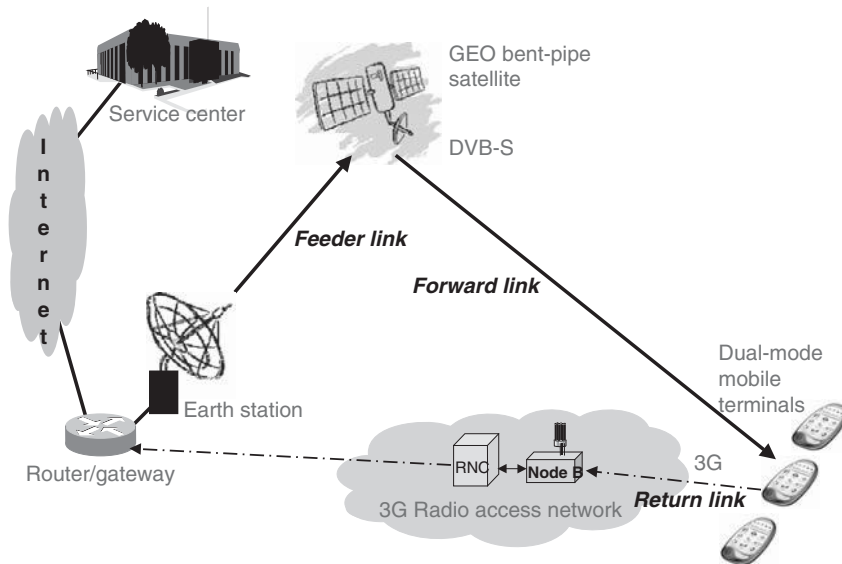 GEO bent-pipe
satellite
Service center
DVB-S
Internet
Feeder link
Forward link
Dual-mode
mobile
terminals
Earth station
Router/gateway
RNC
Node B
3G
Return link
3G Radio access network